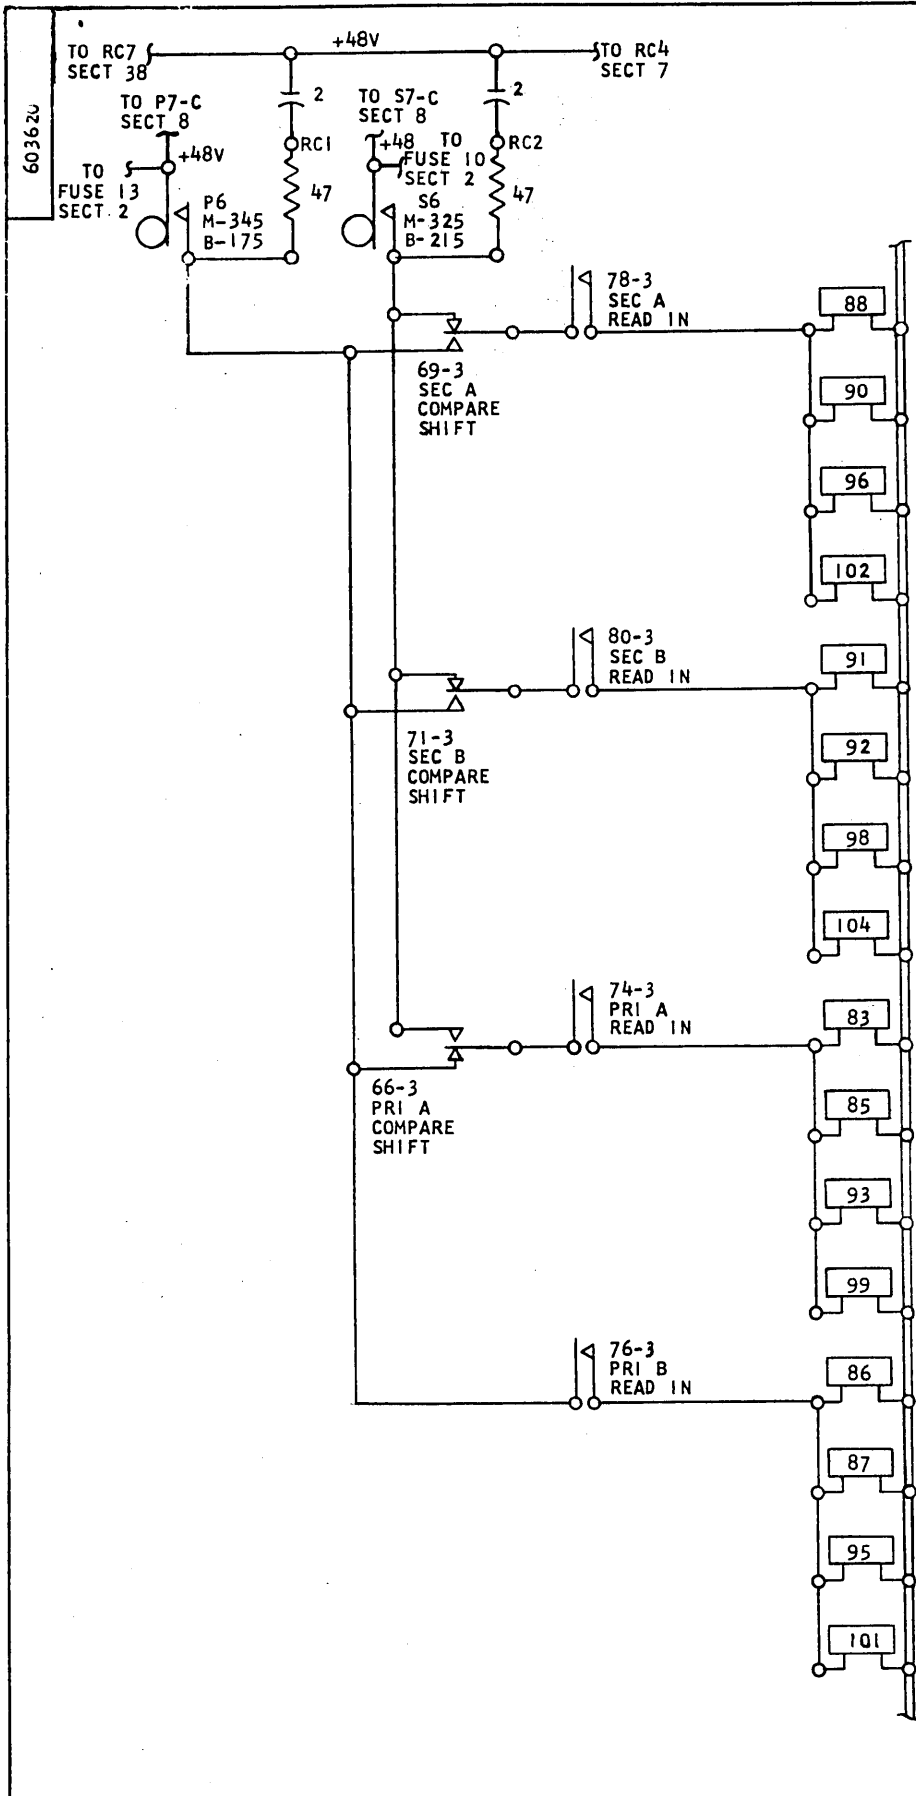 603620
TO RC7
SECT 38
+48V
TO RC4
SECT 7
TO P7-C
SECT 8
+48V
TO
FUSE 13
SECT. 2
P6
M-345
B-175
2
RC1
47
TO S7-C
SECT 8
+48
TO
FUSE 10
SECT 2
S6
M-325
B-215
2
RC2
47
78-3
SEC A
READ IN
69-3
SEC A
COMPARE
SHIFT
88
90
96
102
80-3
SEC B
READ IN
71-3
SEC B
COMPARE
SHIFT
91
92
98
104
74-3
PRI A
READ IN
66-3
PRI A
COMPARE
SHIFT
83
85
93
99
76-3
PRI B
READ IN
86
87
95
101